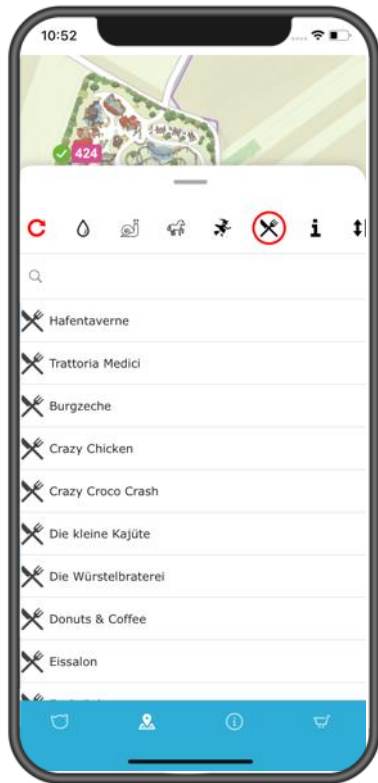 10:52
424
Hafentaverne
Trattoria Medici
Burgzeche
Crazy Chicken
Crazy Croco Crash
Die kleine Kajüte
Die Würstelbraterei
Donuts & Coffee
Eissalon